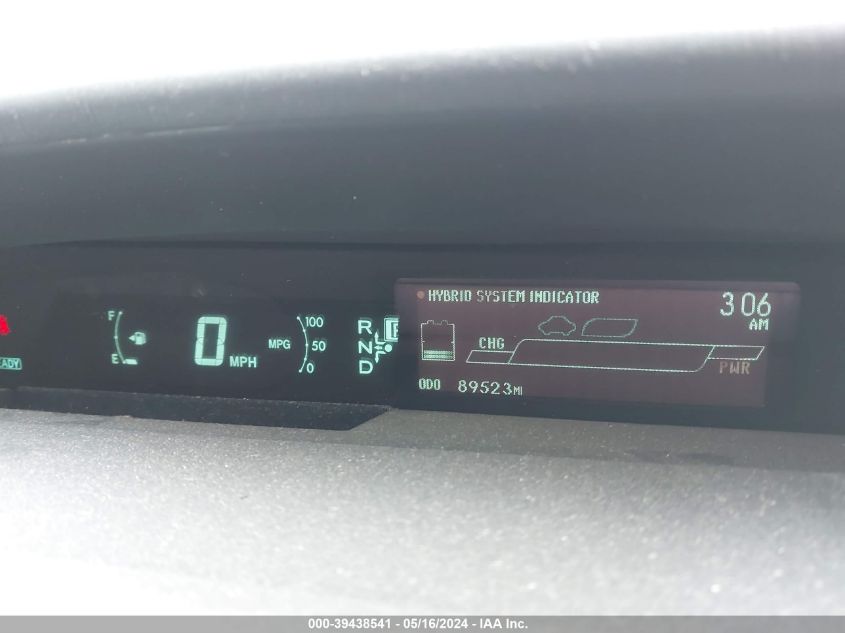 HYBRID SYSTEM INDICATOR
3:06
AM
F
E
0 MPH
MPG
100
50
0
R
N
D
P
CHG
PWR
ODO 89523MI
000-39438541 - 05/16/2024 - IAA Inc.